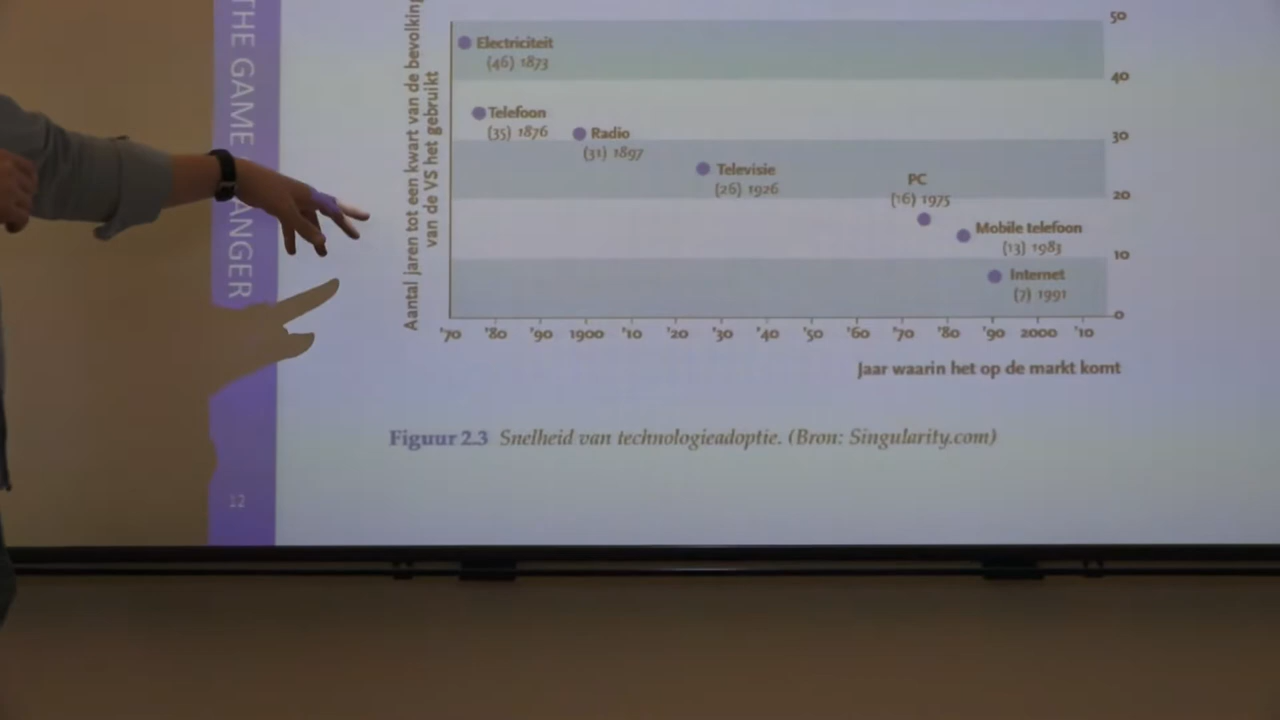 THE GAME
ANGER
12
Aantal jaren tot een kwart van de bevolking
van de VS het gebruikt
50
40
30
20
10
0
Electriciteit
(46) 1873
Telefoon
(35) 1876
Radio
(31) 1897
Televisie
(26) 1926
PC
(16) 1975
Mobile telefoon
(13) 1983
Internet
(7) 1991
'70 '80 '90 1900 '10 '20 '30 '40 '50 '60 '70 '80 '90 2000 '10
Jaar waarin het op de markt komt
Figuur 2.3 Snelheid van technologieadoptie. (Bron: Singularity.com)